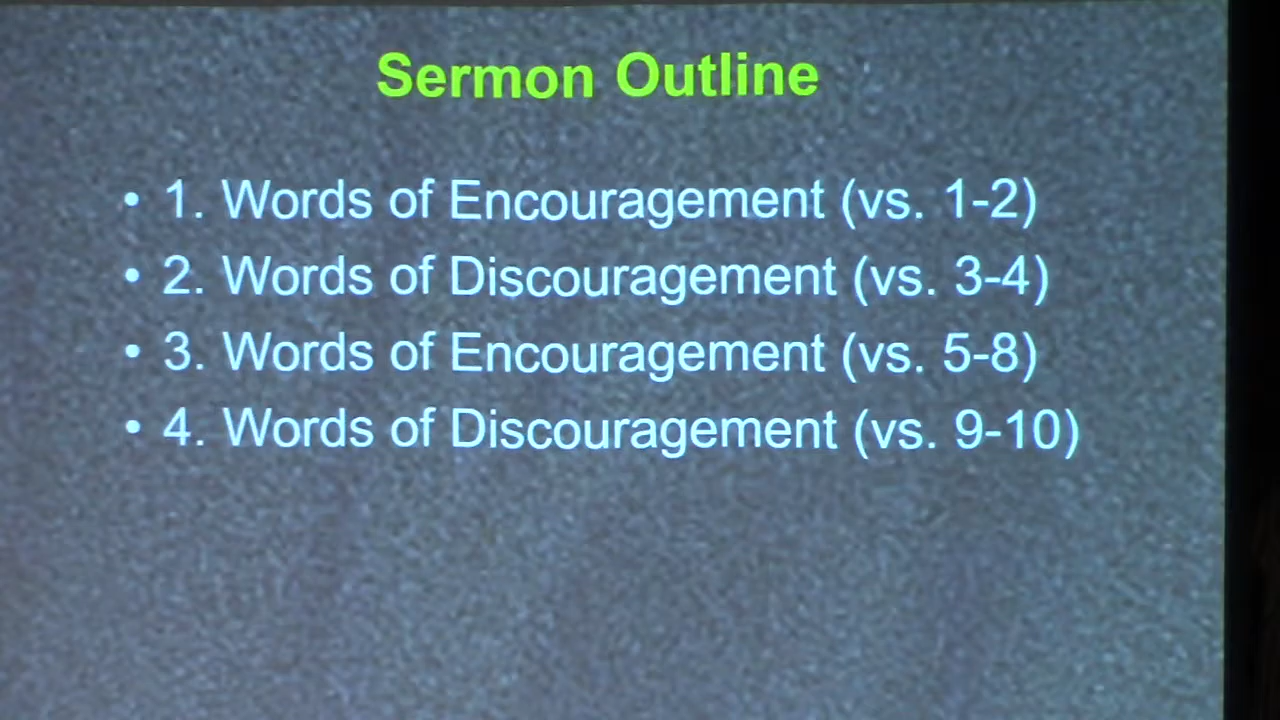 Sermon Outline
• 1. Words of Encouragement (vs. 1-2)
• 2. Words of Discouragement (vs. 3-4)
• 3. Words of Encouragement (vs. 5-8)
• 4. Words of Discouragement (vs. 9-10)